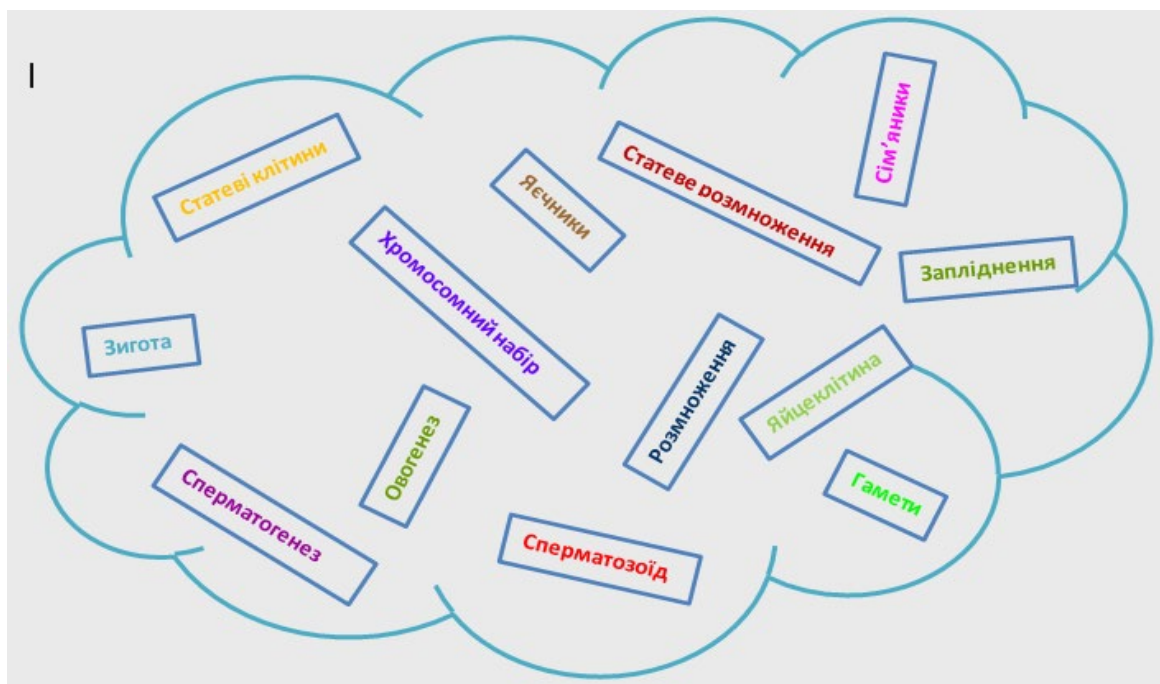 І
Статеві клітини
Яєчники
Статеве розмноження
Сім’яники
Хромосомний набір
Запліднення
Зигота
Розмноження
Яйцеклітина
Овогенез
Гамети
Сперматогенез
Сперматозоїд